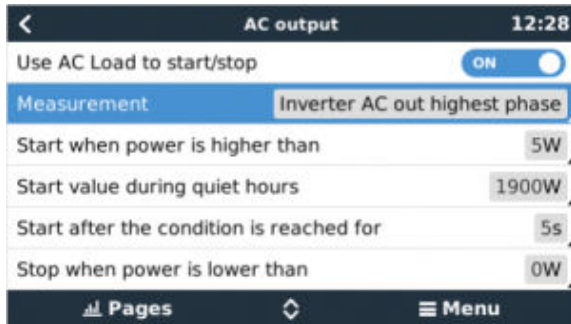 AC output 12:28
Use AC Load to start/stop ON
Measurement Inverter AC out highest phase
Start when power is higher than 5W
Start value during quiet hours 1900W
Start after the condition is reached for 5s
Stop when power is lower than 0W
Pages Menu